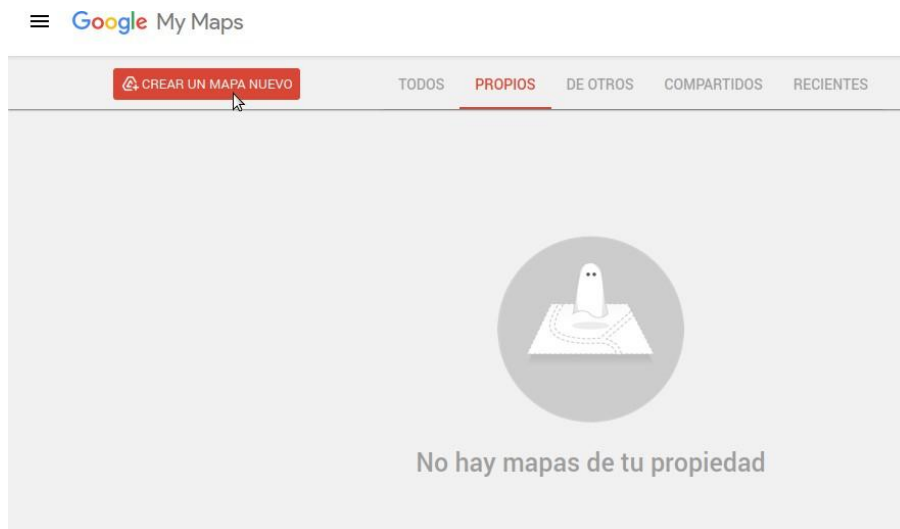 Google My Maps
CREAR UN MAPA NUEVO TODOS PROPIOS DE OTROS COMPARTIDOS RECIENTES
No hay mapas de tu propiedad